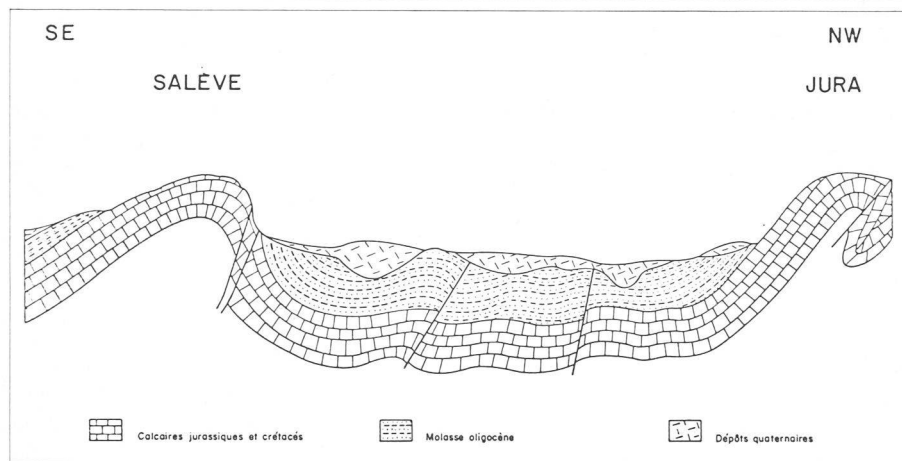 SE NW
SALÈVE JURA
Calcaires jurassiques et crétacés Molasse oligocène Dépôts quaternaires